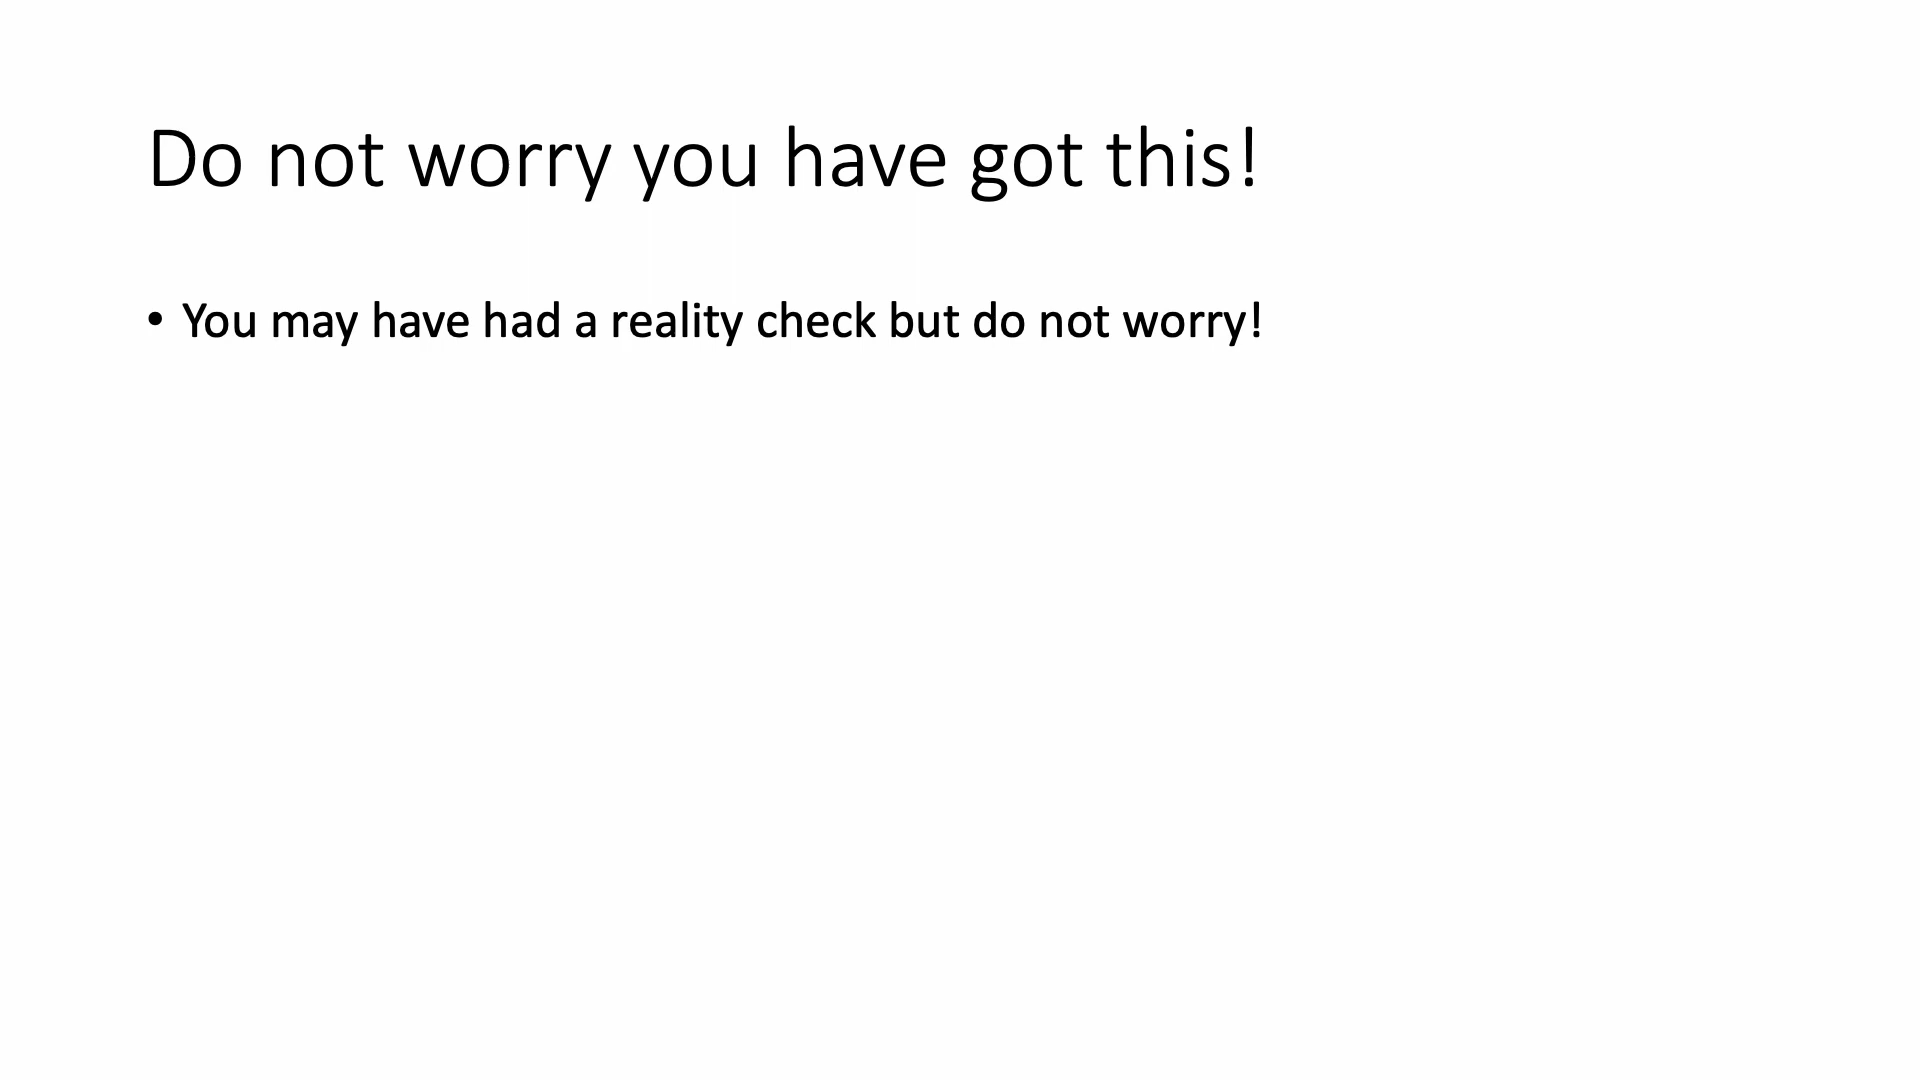 Do not worry you have got this!
• You may have had a reality check but do not worry!